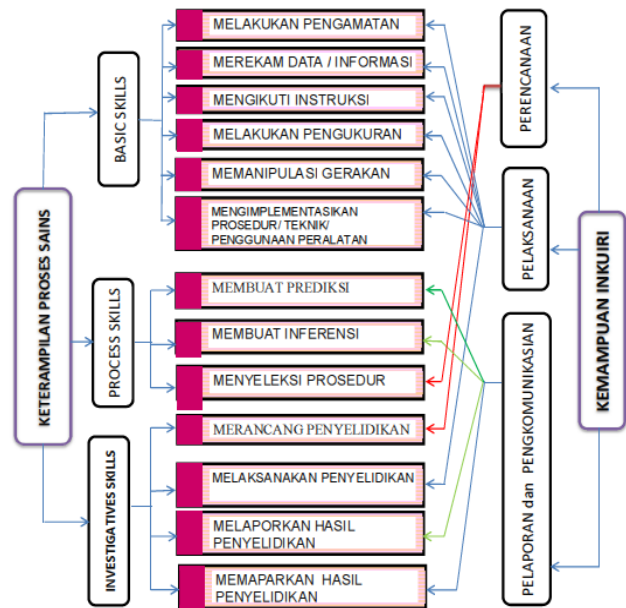 KETERAMPILAN PROSES SAINS
BASIC SKILLS
MELAKUKAN PENGAMATAN
MEREKAM DATA / INFORMASI
MENGIKUTI INSTRUKSI
MELAKUKAN PENGUKURAN
MEMANIPULASI GERAKAN
MENGIMPLEMENTASIKAN
PROSEDUR/ TEKNIK/
PENGGUNAAN PERALATAN
PROCESS SKILLS
MEMBUAT PREDIKSI
MEMBUAT INFERENSI
MENYELEKSI PROSEDUR
INVESTIGATIVES SKILLS
MERANCANG PENYELIDIKAN
MELAKSANAKAN PENYELIDIKAN
MELAPORKAN HASIL
PENYELIDIKAN
MEMAPARKAN HASIL
PENYELIDIKAN
PERENCANAAN
PELAKSANAAN
PELAPORAN dan PENGKOMUNIKASIAN
KEMAMPUAN INKUIRI